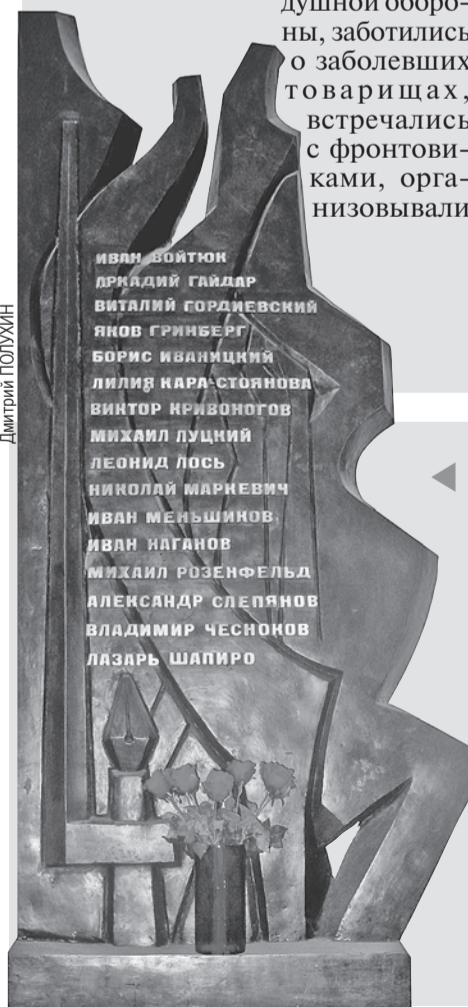 душной оборо-
ны, заботились
о заболевших
товарищах,
встречались
с фронтови-
ками, орга-
низовывали
Дмитрий ПОЛУХИН
ИВАН ВОЙТЮК
АРКАДИЙ ГАЙДАР
ВИТАЛИЙ ГОРДИЕВСКИЙ
ЯКОВ ГРИНБЕРГ
БОРИС ИВАНИЦКИЙ
ЛИЛИЯ КАРА-СТОЯНОВА
ВИКТОР КРИВОНОГОВ
МИХАИЛ ЛУЦКИЙ
ЛЕОНИД ЛОСЬ
НИКОЛАЙ МАРКЕВИЧ
ИВАН МЕНЬШИКОВ
ИВАН НАГАНОВ
МИХАИЛ РОЗЕНФЕЛЬД
АЛЕКСАНДР СЛЕПЯНОВ
ВЛАДИМИР ЧЕСНОКОВ
ЛАЗАРЬ ШАПИРО